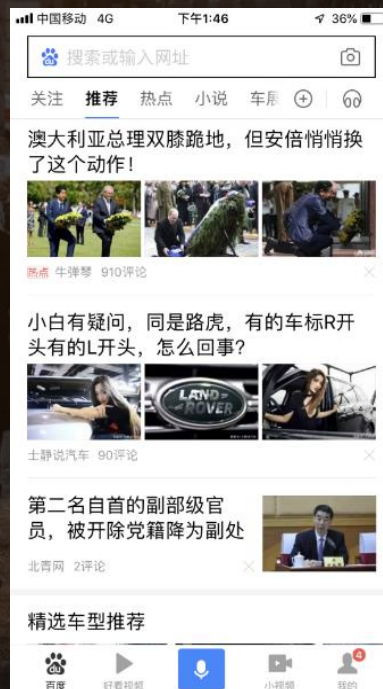 中国移动 4G 下午1:46 36%
搜索或输入网址
关注 推荐 热点 小说 车展
澳大利亚总理双膝跪地，但安倍悄悄换
了这个动作！
热点 牛弹琴 910评论
小白有疑问，同是路虎，有的车标R开
头有的L开头，怎么回事？
LAND-
ROVER
士静说汽车 90评论
第二名自首的副部级官
员，被开除党籍降为副处
北青网 2评论
精选车型推荐
4
百度 好看视频 小视频 我的